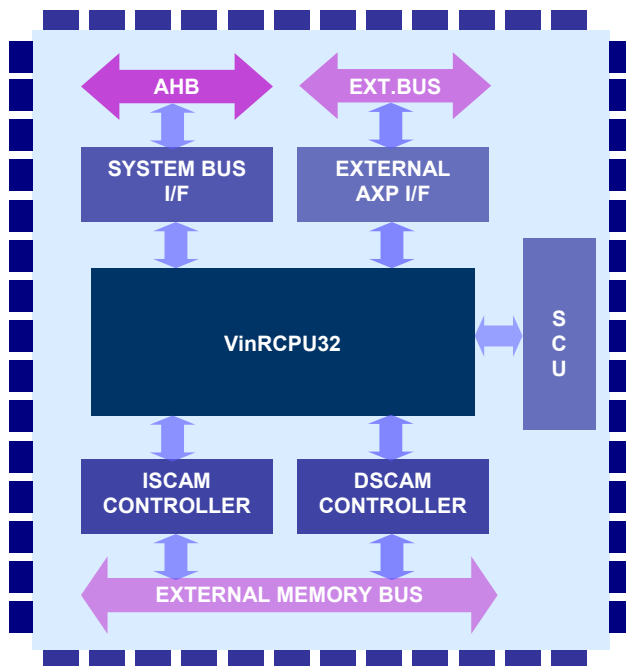 AHB
EXT.BUS
SYSTEM BUS
I/F
EXTERNAL
AXP I/F
VinRCPU32
S
C
U
ISCAM
CONTROLLER
DSCAM
CONTROLLER
EXTERNAL MEMORY BUS